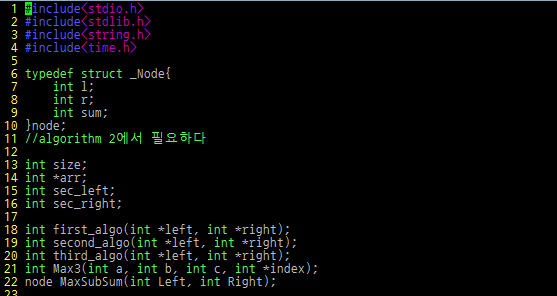 1 #include<stdio.h>
2 #include<stdlib.h>
3 #include<string.h>
4 #include<time.h>
5
6 typedef struct _Node{
7     int l;
8     int r;
9     int sum;
10 }node;
11 //algorithm 2에서 필요하다
12
13 int size;
14 int *arr;
15 int sec_left;
16 int sec_right;
17
18 int first_algo(int *left, int *right);
19 int second_algo(int *left, int *right);
20 int third_algo(int *left, int *right);
21 int Max3(int a, int b, int c, int *index);
22 node MaxSubSum(int Left, int Right);
23